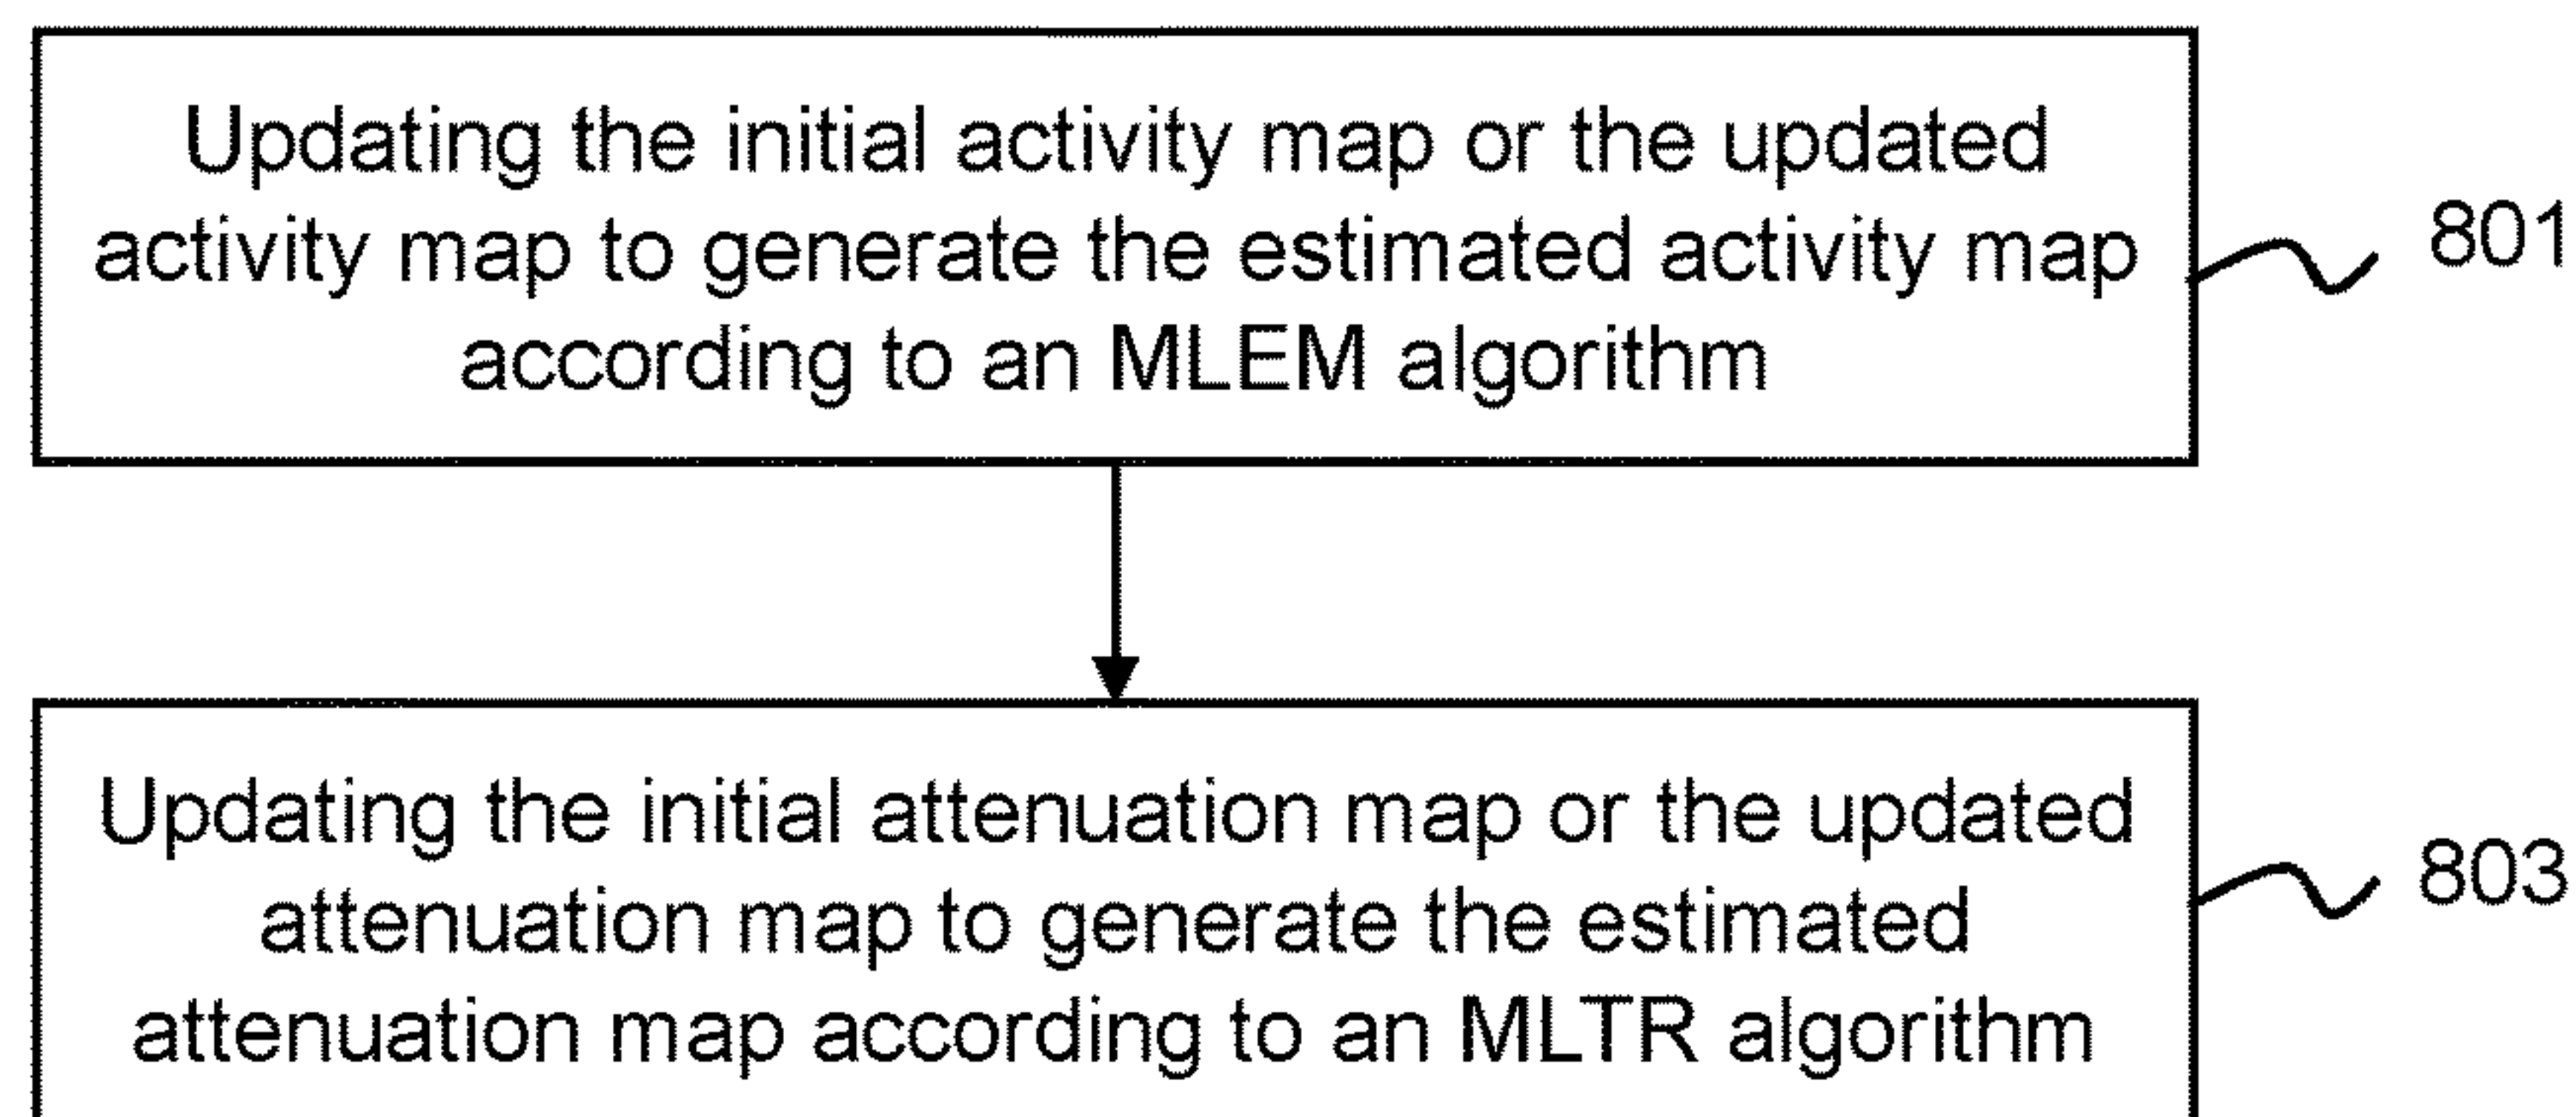 Updating the initial activity map or the updated
activity map to generate the estimated activity map
according to an MLEM algorithm
801
Updating the initial attenuation map or the updated
attenuation map to generate the estimated
attenuation map according to an MLTR algorithm
803